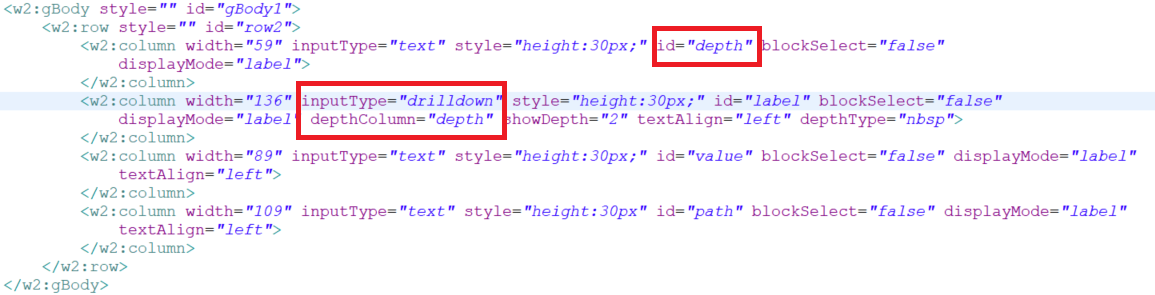 <w2:gBody style="" id="gBody1">
<w2:row style="" id="row2">
<w2:column width="59" inputType="text" style="height:30px;" id="depth" blockSelect="false"
displayMode="label">
</w2:column>
<w2:column width="136" inputType="drilldown" style="height:30px;" id="label" blockSelect="false"
displayMode="label" depthColumn="depth" showDepth="2" textAlign="left" depthType="nbsp">
</w2:column>
<w2:column width="89" inputType="text" style="height:30px;" id="value" blockSelect="false" displayMode="label"
textAlign="left">
</w2:column>
<w2:column width="109" inputType="text" style="height:30px" id="path" blockSelect="false" displayMode="label"
textAlign="left">
</w2:column>
</w2:row>
</w2:gBody>